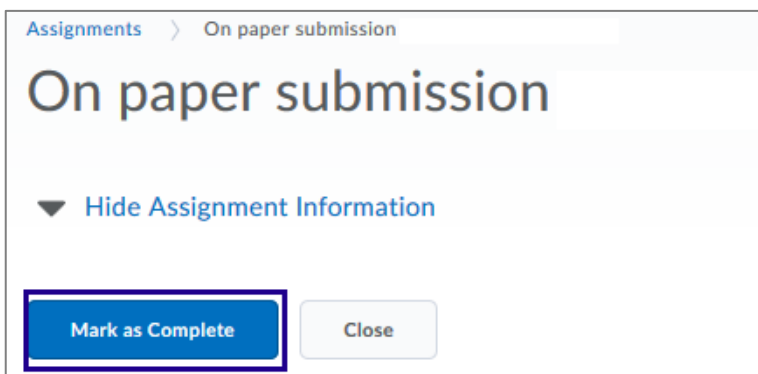 Assignments > On paper submission
On paper submission
Hide Assignment Information
Mark as Complete Close